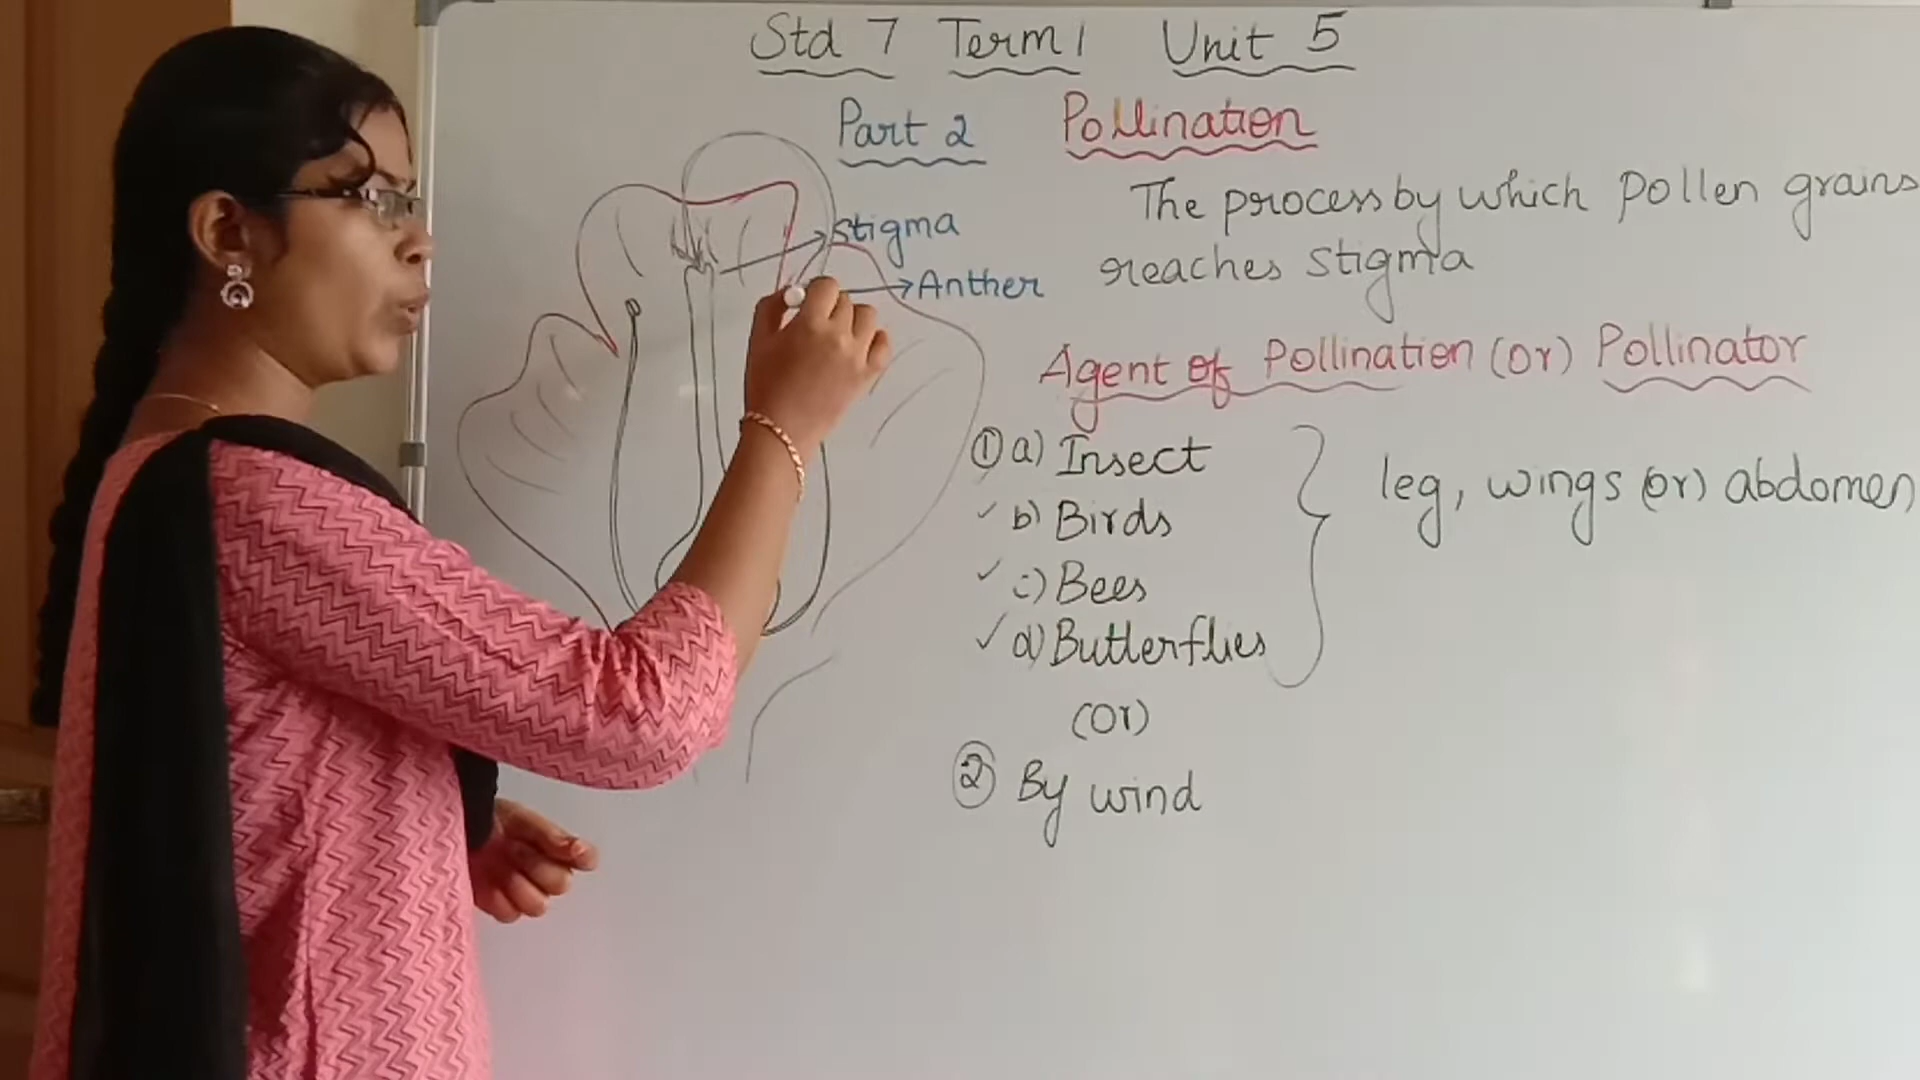 Std 7 Term 1 Unit 5
Part 2 Pollination
The process by which pollen grains
reaches stigma
Stigma
Anther
Agent of Pollination (or) Pollinator
① a) Insect
✓ b) Birds
✓ c) Bees
✓ d) Butterflies
leg, wings (or) abdomen
(or)
② By wind